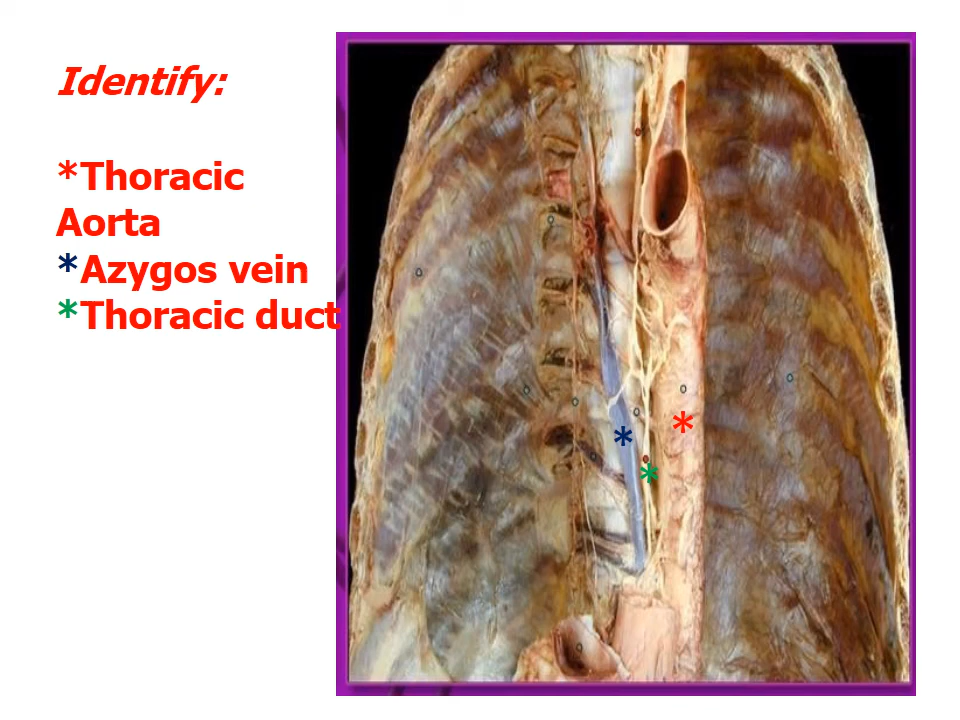 Identify:
*Thoracic
Aorta
*Azygos vein
*Thoracic duct
*
*
*